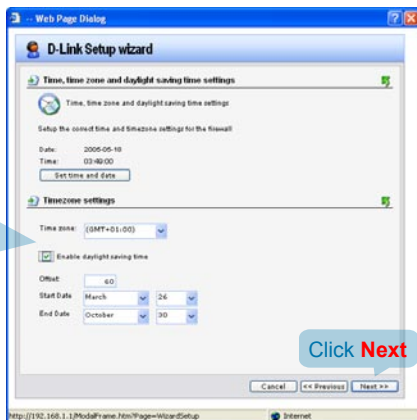 -- Web Page Dialog
D-Link Setup wizard
Time, time zone and daylight saving time settings
Time, time zone and daylight saving time settings
Setup the correct time and timezone settings for the firewall
Date: 2005-05-10
Time: 03:49:00
Set time and date
Timezone settings
Time zone: (GMT+01:00)
Enable daylight saving time
Offset: 60
Start Date March 26
End Date October 30
Click Next
Cancel << Previous Next >>
http://192.168.1.1/ModalFrame.htm?Page=WizardSetup Internet